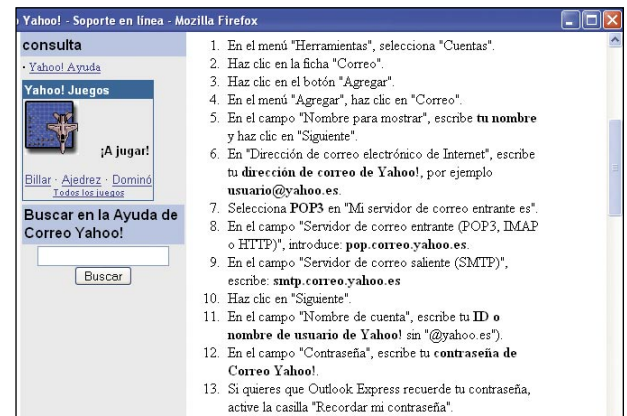 Yahoo! - Soporte en línea - Mozilla Firefox
consulta
· Yahoo! Ayuda
Yahoo! Juegos
¡A jugar!
Billar · Ajedrez · Dominó
Todos los juegos
Buscar en la Ayuda de
Correo Yahoo!
Buscar
1. En el menú "Herramientas", selecciona "Cuentas".
2. Haz clic en la ficha "Correo".
3. Haz clic en el botón "Agregar".
4. En el menú "Agregar", haz clic en "Correo".
5. En el campo "Nombre para mostrar", escribe tu nombre
y haz clic en "Siguiente".
6. En "Dirección de correo electrónico de Internet", escribe
tu dirección de correo de Yahoo!, por ejemplo
usuario@yahoo.es.
7. Selecciona POP3 en "Mi servidor de correo entrante es".
8. En el campo "Servidor de correo entrante (POP3, IMAP
o HTTP)", introduce: pop.correo.yahoo.es.
9. En el campo "Servidor de correo saliente (SMTP)",
escribe: smtp.correo.yahoo.es
10. Haz clic en "Siguiente".
11. En el campo "Nombre de cuenta", escribe tu ID o
nombre de usuario de Yahoo! sin "@yahoo.es").
12. En el campo "Contraseña", escribe tu contraseña de
Correo Yahoo!.
13. Si quieres que Outlook Express recuerde tu contraseña,
active la casilla "Recordar mi contraseña".